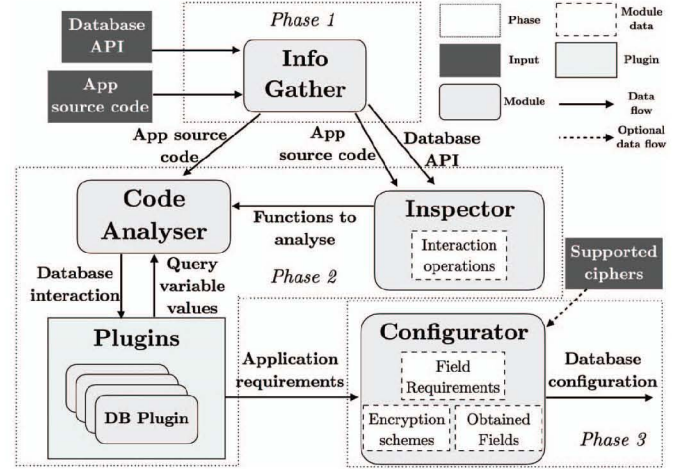 Phase 1
Database
API
App
source code
Info
Gather
Phase
Module
data
Input
Plugin
Module
Data
flow
Optional
data flow
App source
code
App
source code
Database
API
Code
Analyser
Functions to
analyse
Inspector
Interaction
operations
Database
interaction
Query
variable
values
Phase 2
Supported
ciphers
Plugins
DB Plugin
Application
requirements
Configurator
Field
Requirements
Encryption
schemes
Obtained
Fields
Database
configuration
Phase 3